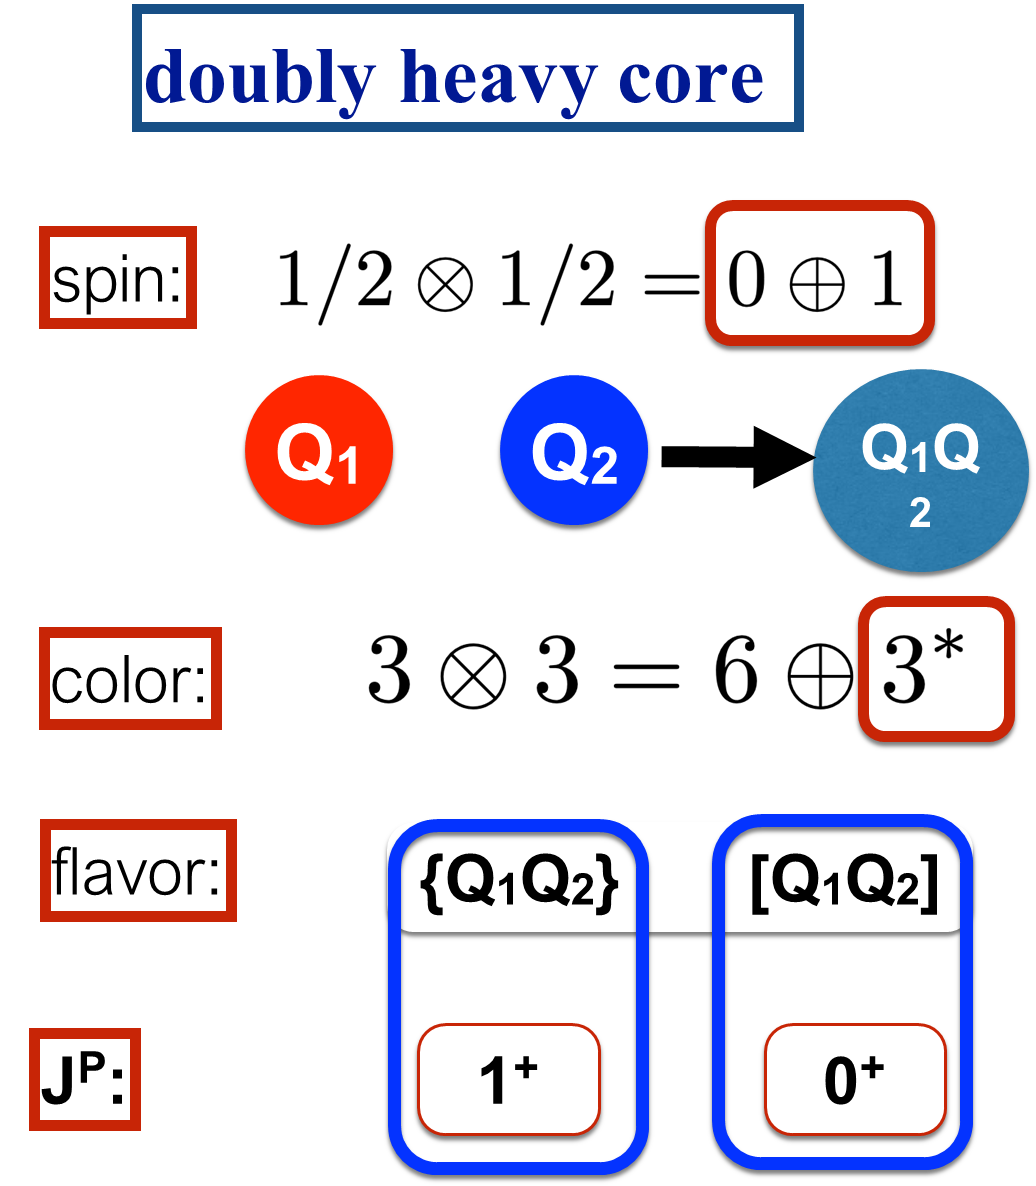 doubly heavy core
spin: 1/2 ⊗ 1/2 = 0 ⊕ 1
Q₁ Q₂ Q₁Q
2
color: 3 ⊗ 3 = 6 ⊕ 3*
flavor: {Q₁Q₂} [Q₁Q₂]
Jᴾ: 1⁺ 0⁺